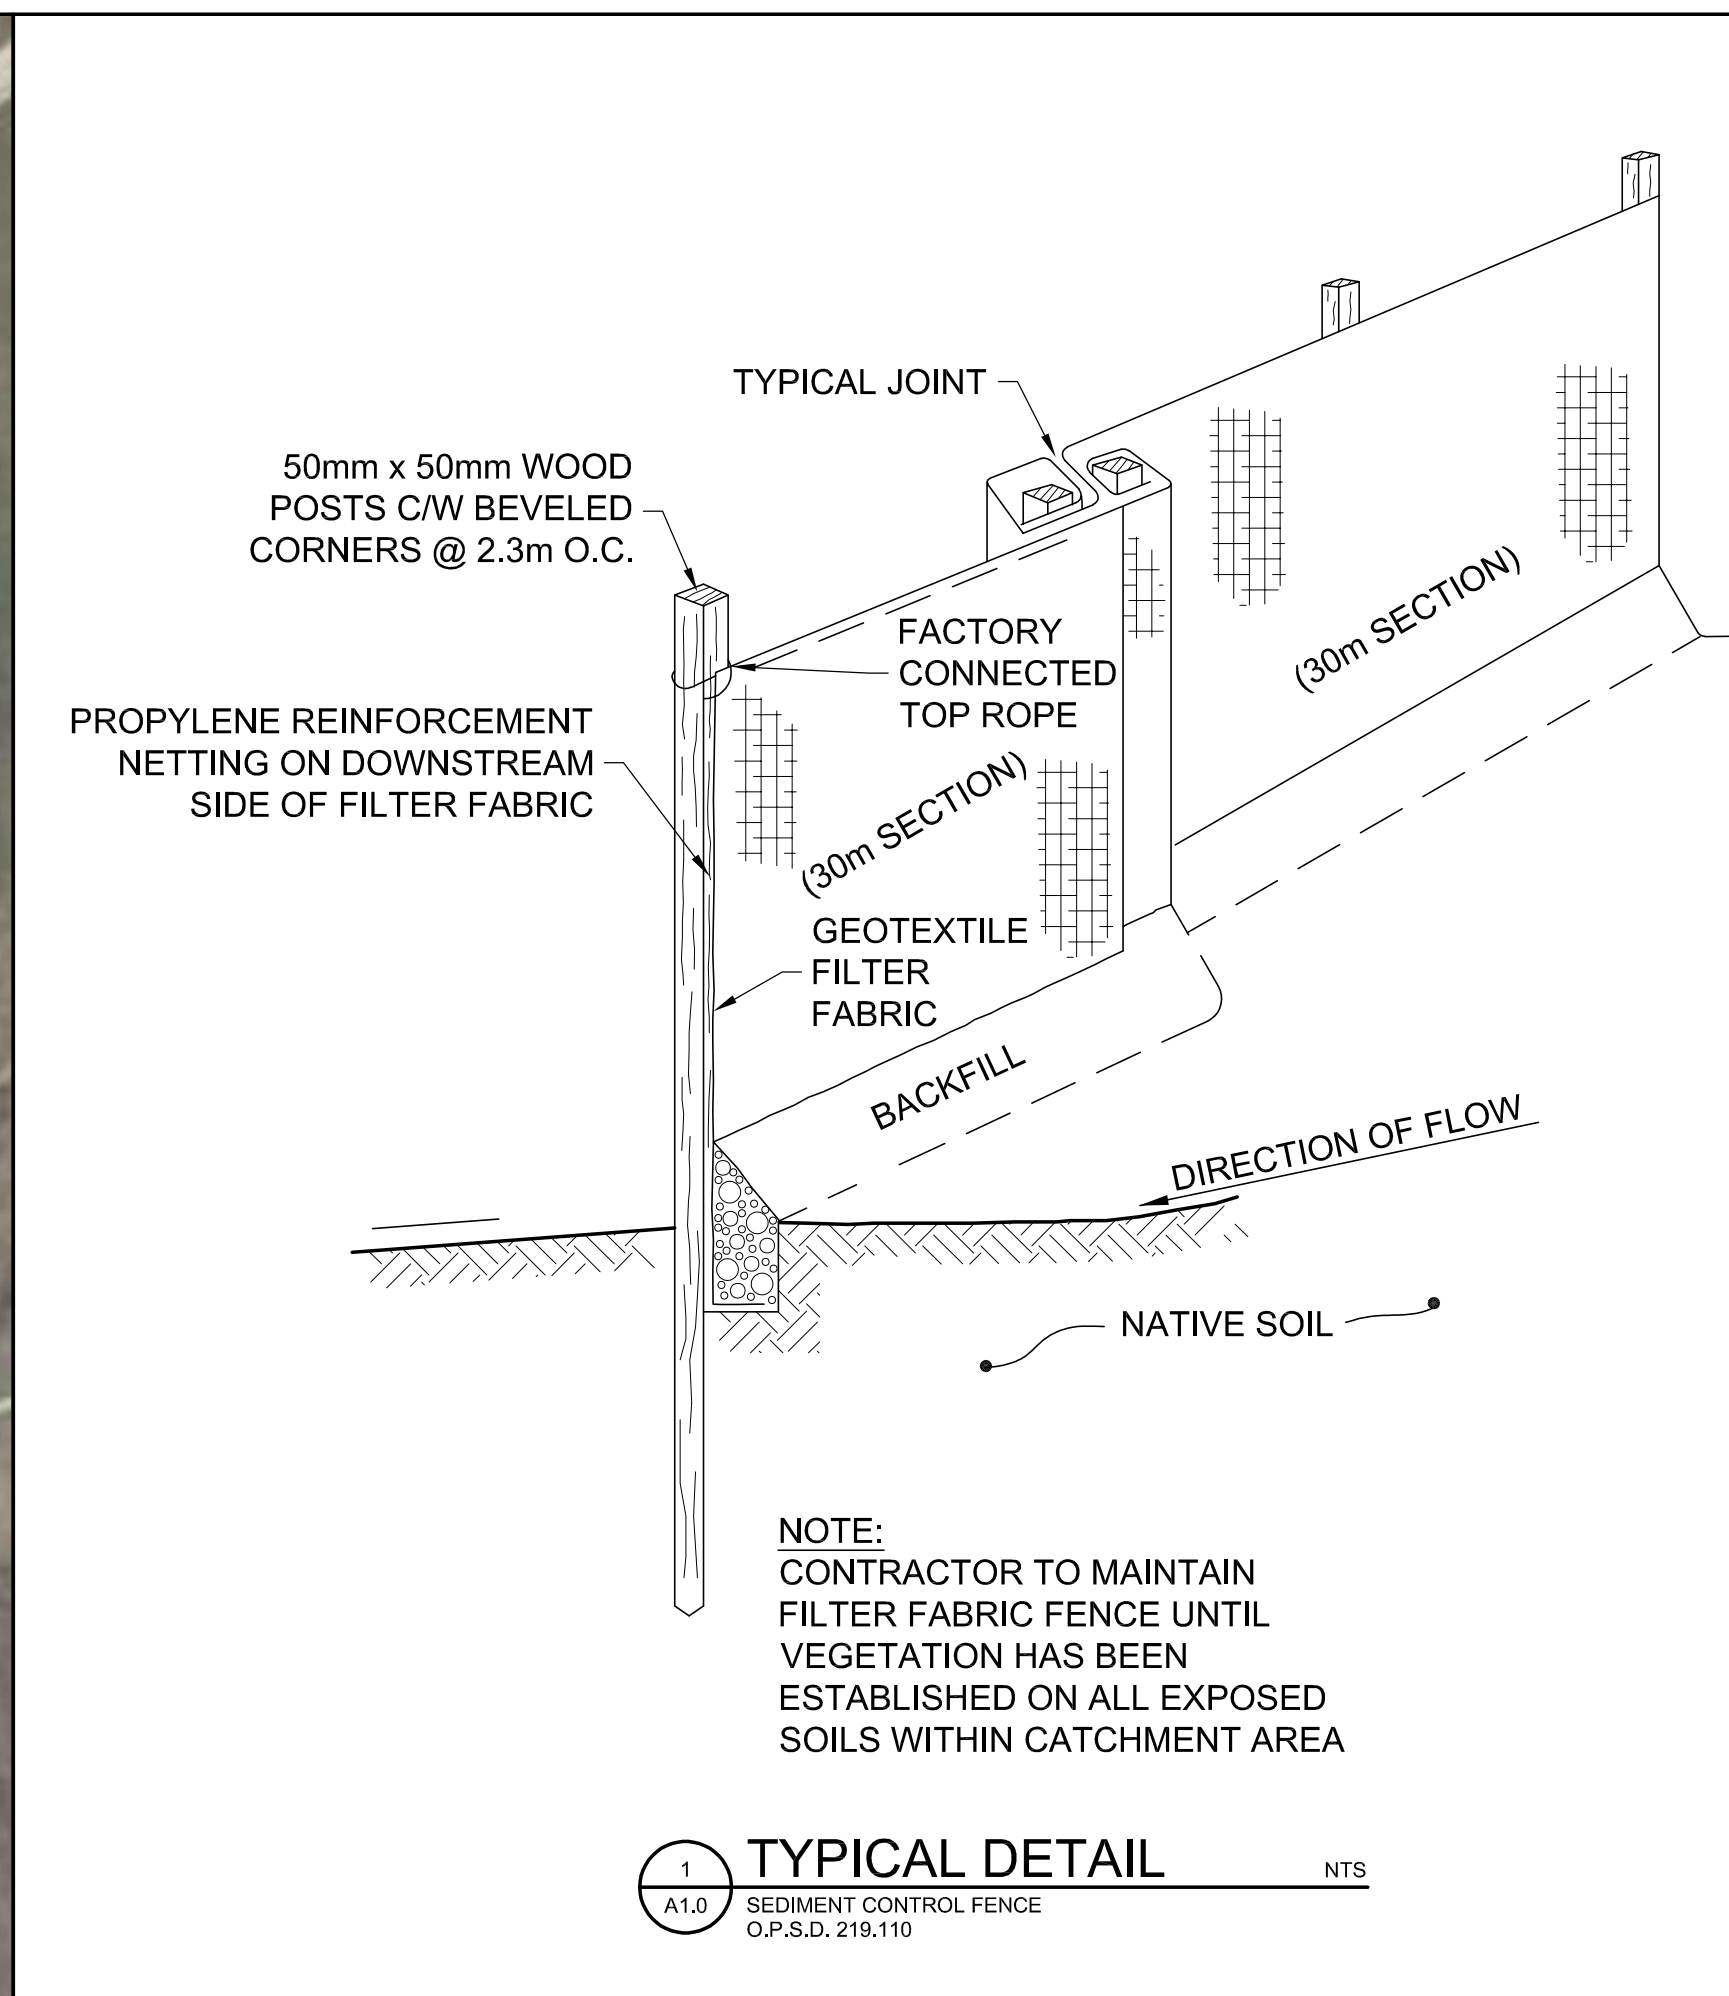 TYPICAL JOINT
50mm x 50mm WOOD
POSTS C/W BEVELED
CORNERS @ 2.3m O.C.
(30m SECTION)
FACTORY
CONNECTED
TOP ROPE
PROPYLENE REINFORCEMENT
NETTING ON DOWNSTREAM
SIDE OF FILTER FABRIC
(30m SECTION)
GEOTEXTILE
FILTER
FABRIC
BACKFILL
DIRECTION OF FLOW
NATIVE SOIL
NOTE:
CONTRACTOR TO MAINTAIN
FILTER FABRIC FENCE UNTIL
VEGETATION HAS BEEN
ESTABLISHED ON ALL EXPOSED
SOILS WITHIN CATCHMENT AREA
1
A1.0
TYPICAL DETAIL
NTS
SEDIMENT CONTROL FENCE
O.P.S.D. 219.110